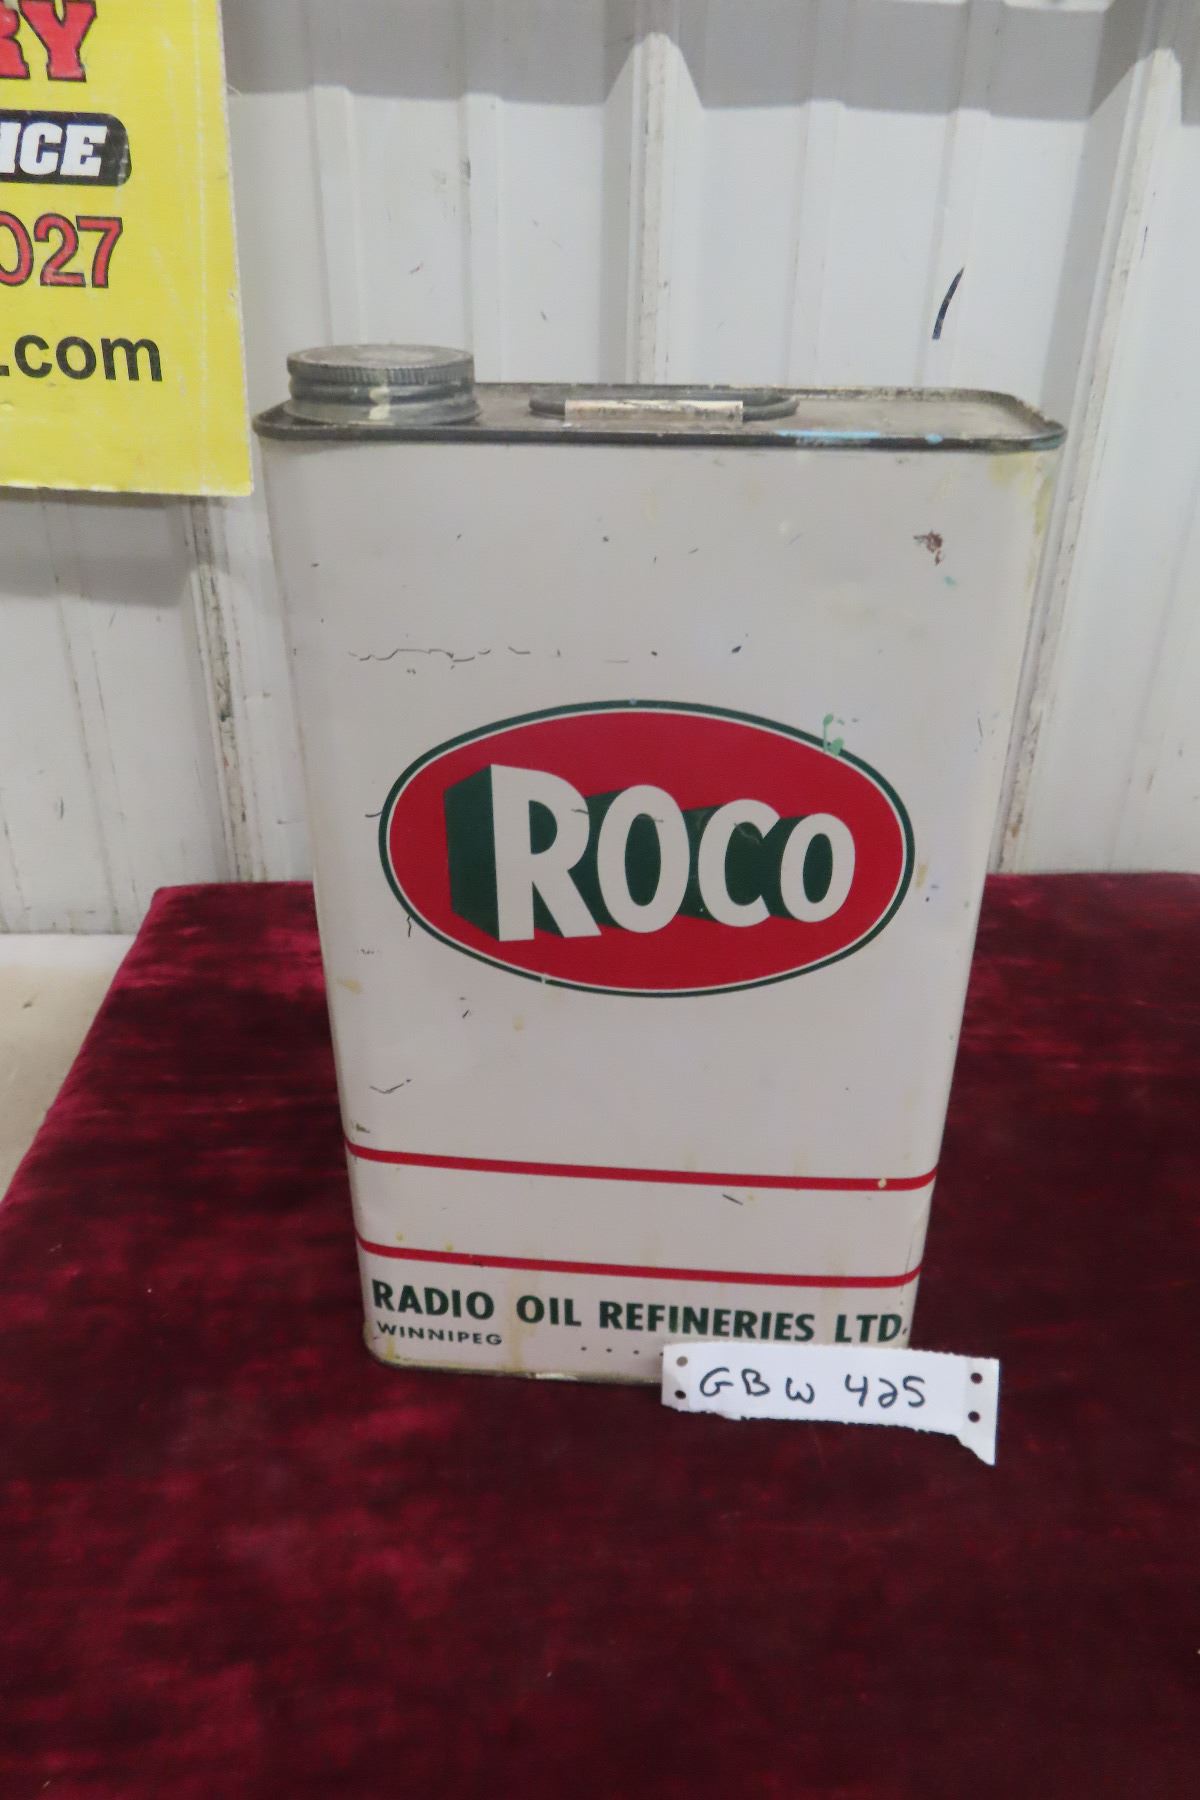 RY
ICE
027
.com
ROCO
RADIO OIL REFINERIES LTD.
WINNIPEG
GBW 425